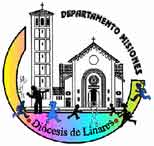 DEPARTAMENTO MISIONES
Diócesis de Linares